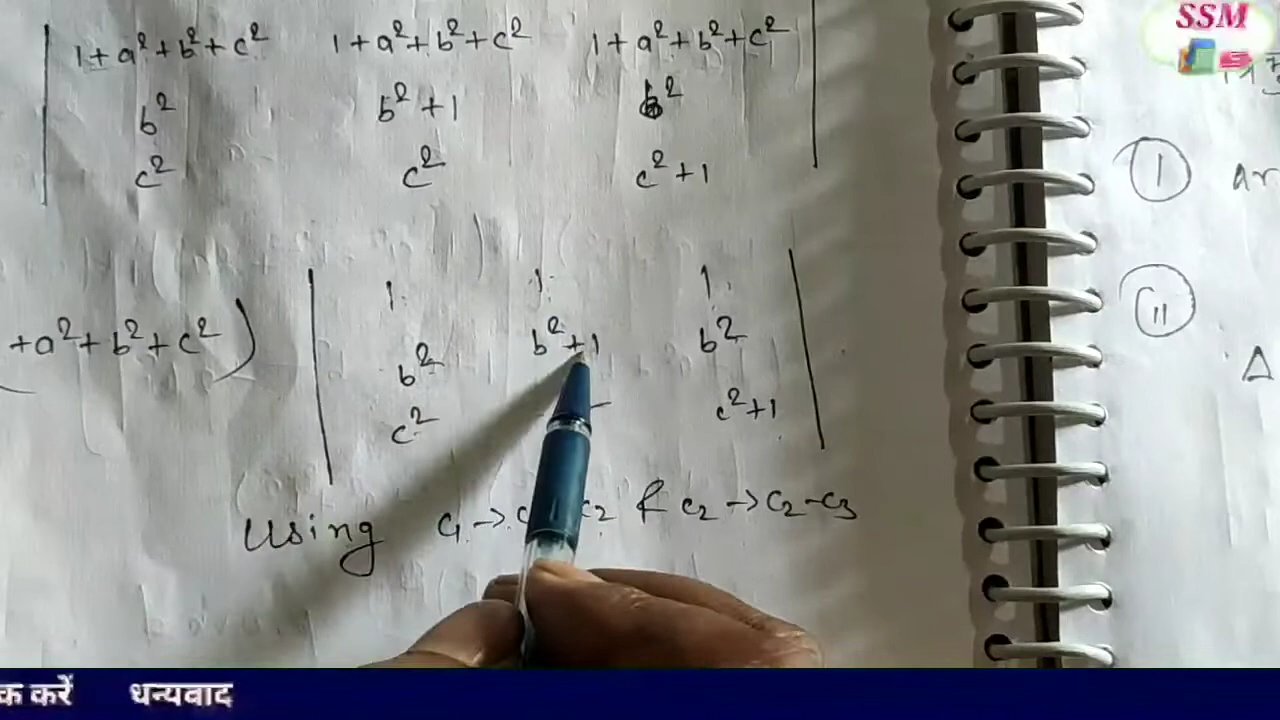 1+a²+b²+c² 1+a²+b²+c² 1+a²+b²+c²
b² b²+1 b²
c² c² c²+1
1 1 1
+a²+b²+c²) b² b²+1 b²
c² c²+1
Using C₁→C C₂ & C₂→C₂-C₃
SSM
I ar
II
Δ
क करें धन्यवाद